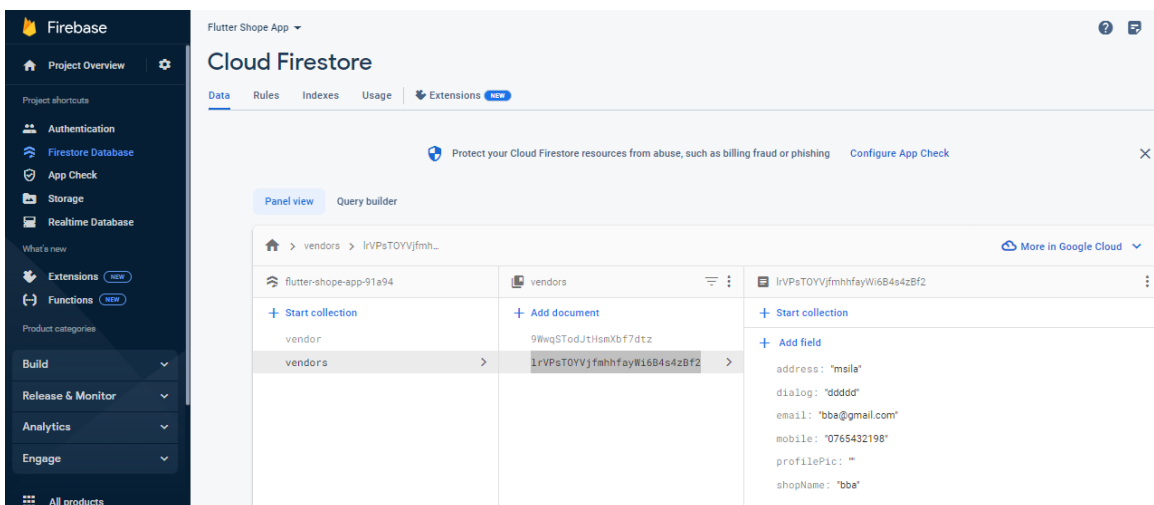 Firebase
Flutter Shope App
Project Overview
Cloud Firestore
Project shortcuts
Data Rules Indexes Usage Extensions NEW
Authentication
Firestore Database
Protect your Cloud Firestore resources from abuse, such as billing fraud or phishing Configure App Check
App Check
Storage
Panel view Query builder
Realtime Database
What's new
vendors > lrVPsTOYVjfmh...
More in Google Cloud
Extensions NEW
flutter-shope-app-91a94 vendors lrVPsTOYVjfmhhfayWi6B4s4zBf2
Functions NEW
Start collection Add document Start collection
Product categories
vendor 9WwqSTodJtHsmXbf7dtz Add field
Build
vendors lrVPsTOYVjfmhhfayWi6B4s4zBf2
address: "msila"
Release & Monitor
dialog: "ddddd"
email: "bba@gmail.com"
Analytics
mobile: "0765432198"
Engage
profilePic: ""
shopName: "bba"
All products